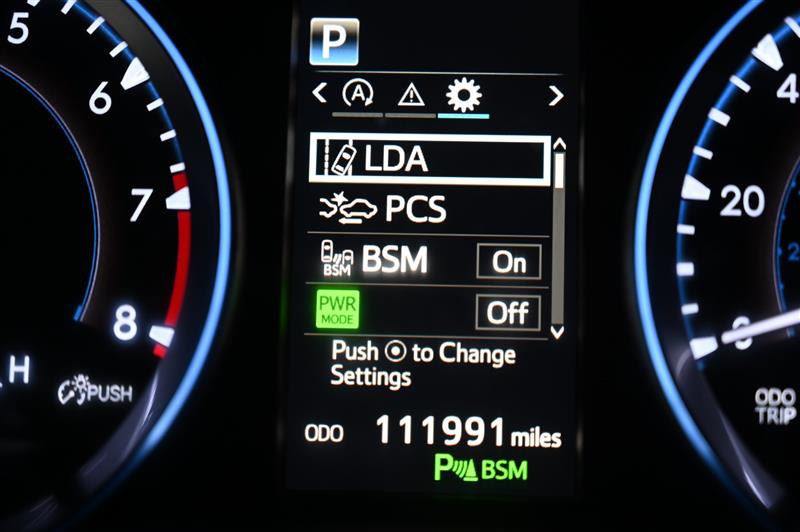 P
A
LDA
PCS
BSM
BSM On
PWR
MODE
Off
Push to Change
Settings
ODO 111991 miles
P BSM
5
6
7
8
H
PUSH
4
20
0
ODO
TRIP